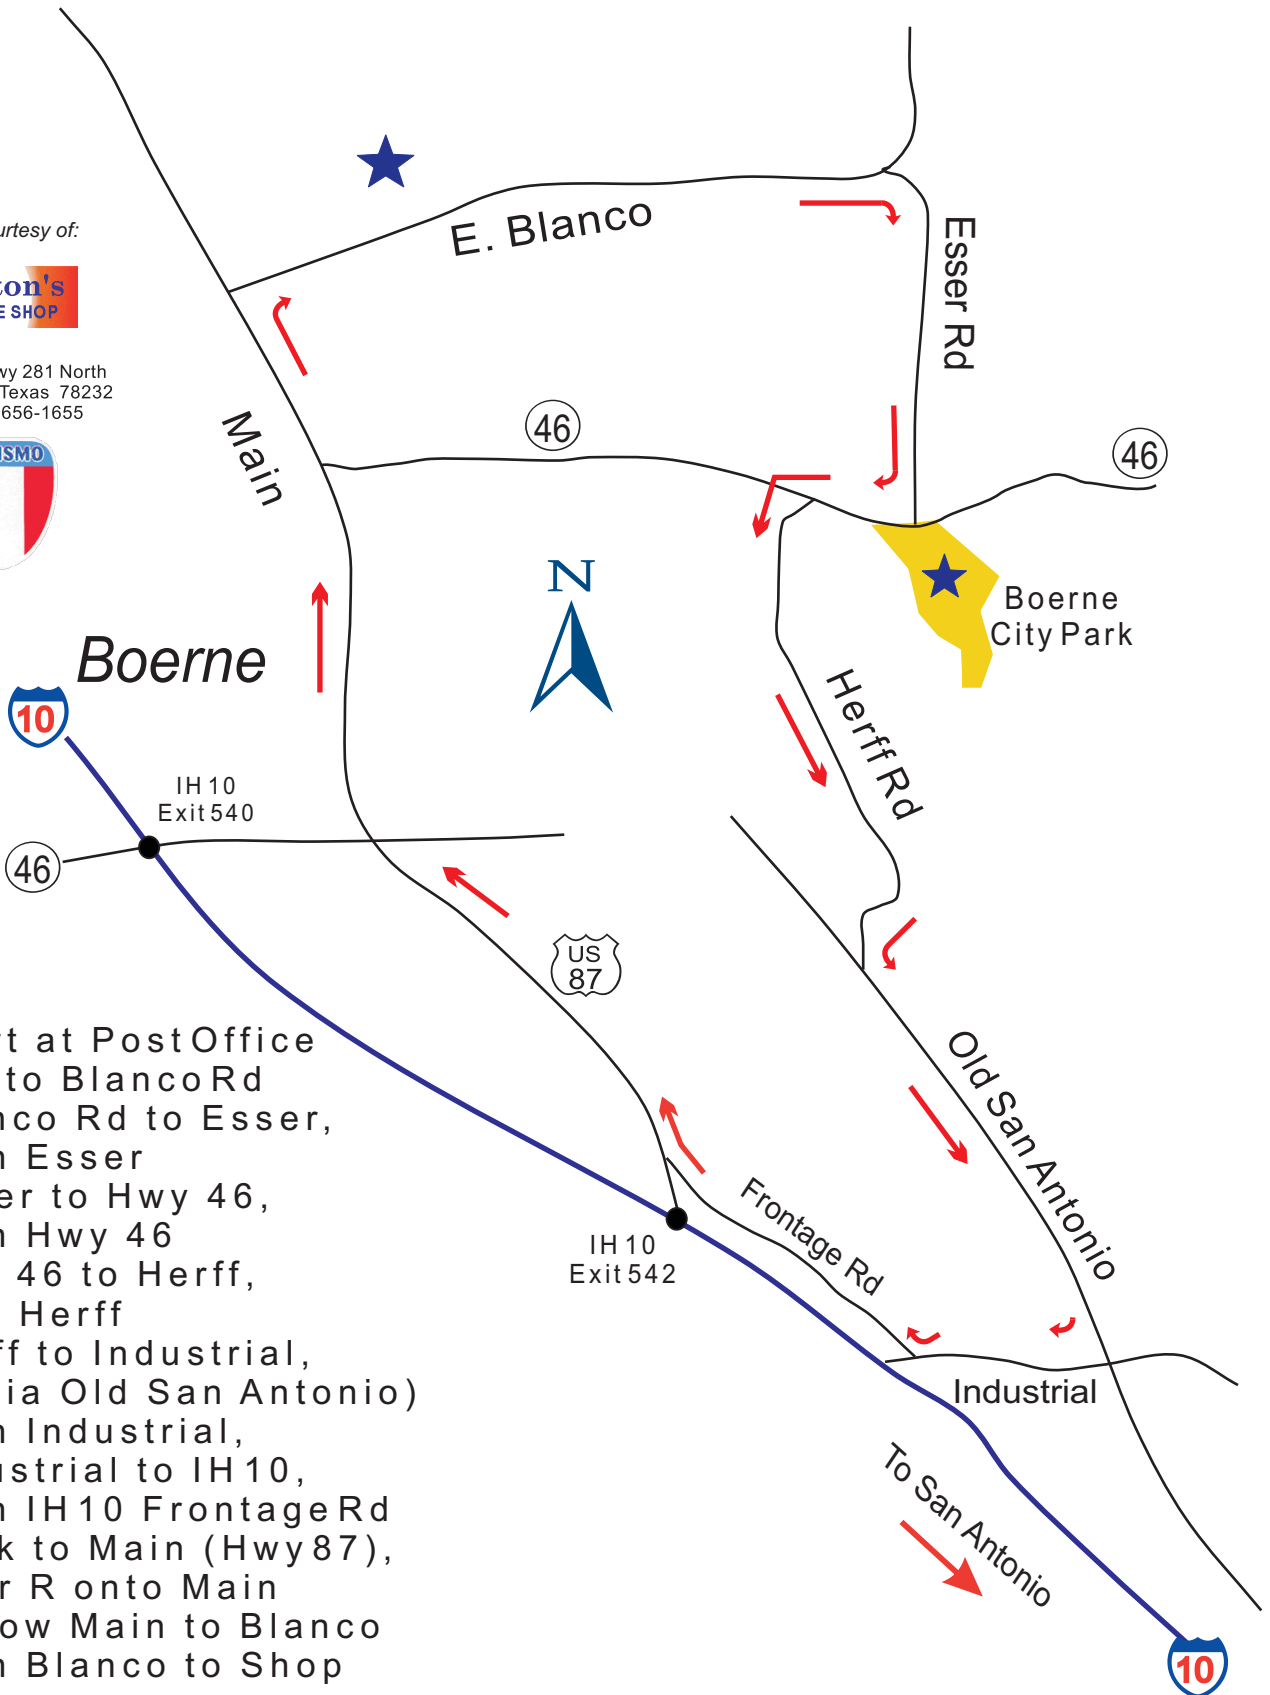 urtesy of:
ton's
E SHOP
wy 281 North
Texas 78232
656-1655
ISMO
E. Blanco
Esser Rd
Main
46
46
N
Boerne
City Park
Boerne
10
Herff Rd
IH 10
Exit 540
46
US
87
Old San Antonio
Frontage Rd
IH 10
Exit 542
Industrial
To San Antonio
10
rt at Post Office
to Blanco Rd
nco Rd to Esser,
n Esser
er to Hwy 46,
n Hwy 46
46 to Herff,
Herff
ff to Industrial,
ia Old San Antonio)
n Industrial,
ustrial to IH 10,
n IH 10 Frontage Rd
k to Main (Hwy 87),
r R onto Main
ow Main to Blanco
n Blanco to Shop